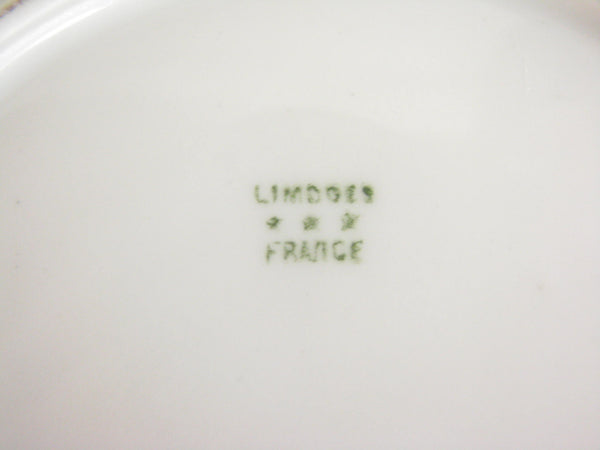 LIMOGES
★ ★ ★
FRANCE